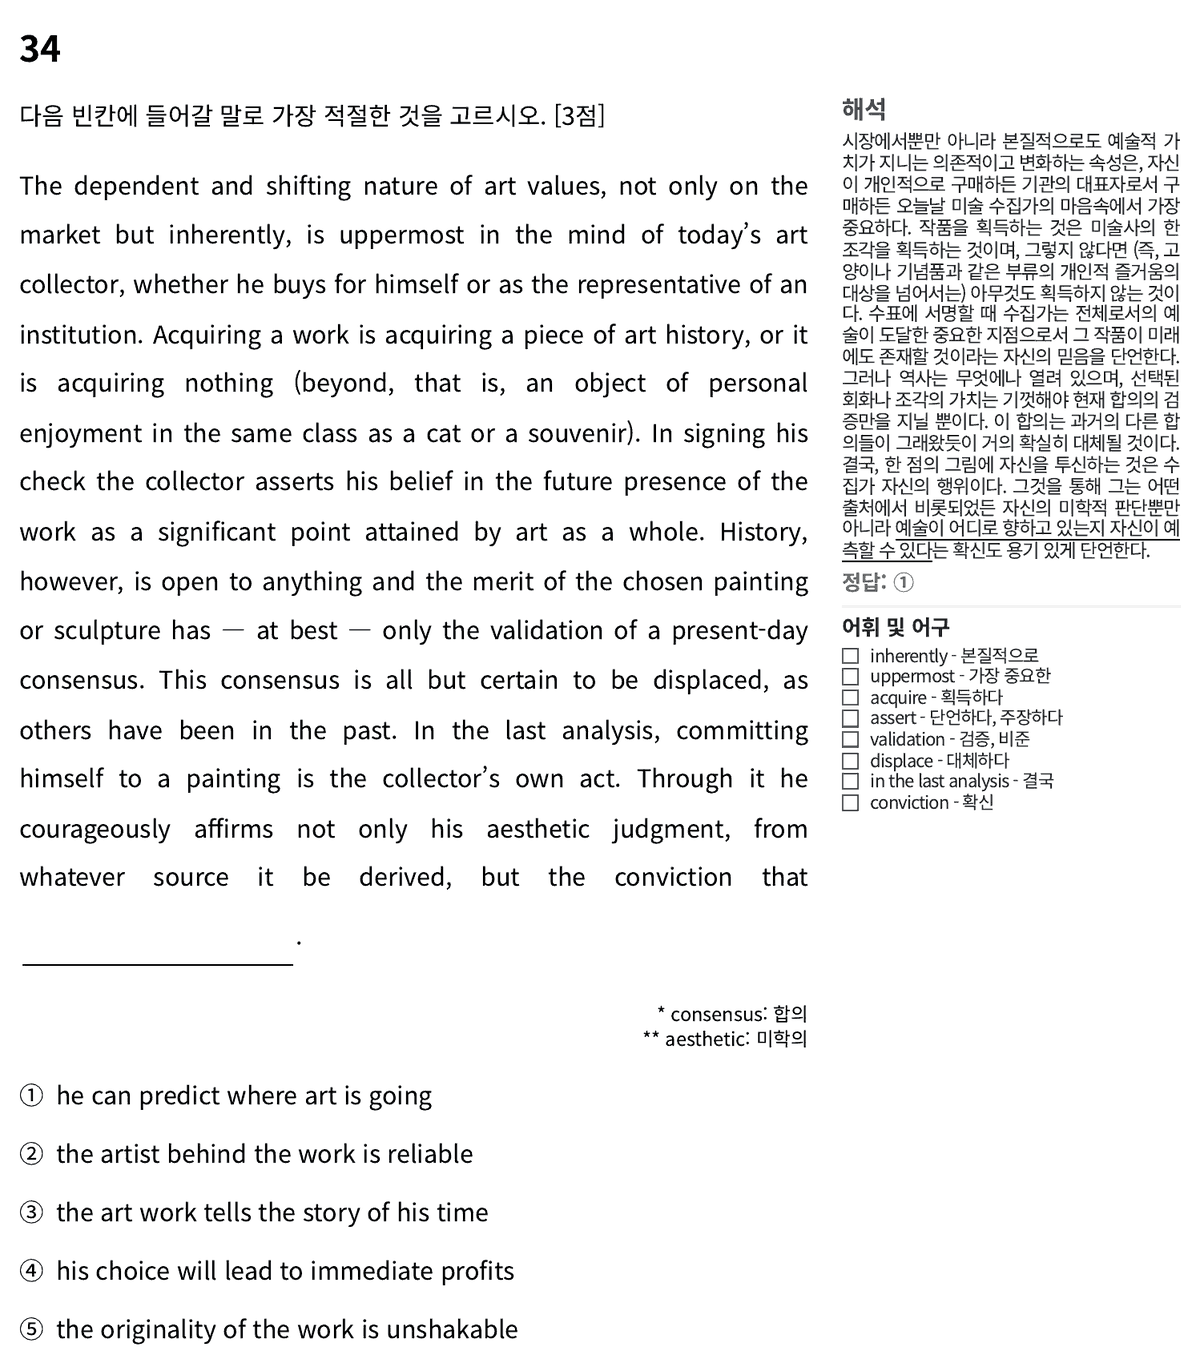 34
다음 빈칸에 들어갈 말로 가장 적절한 것을 고르시오. [3점]
The dependent and shifting nature of art values, not only on the
market but inherently, is uppermost in the mind of today’s art
collector, whether he buys for himself or as the representative of an
institution. Acquiring a work is acquiring a piece of art history, or it
is acquiring nothing (beyond, that is, an object of personal
enjoyment in the same class as a cat or a souvenir). In signing his
check the collector asserts his belief in the future presence of the
work as a significant point attained by art as a whole. History,
however, is open to anything and the merit of the chosen painting
or sculpture has — at best — only the validation of a present-day
consensus. This consensus is all but certain to be displaced, as
others have been in the past. In the last analysis, committing
himself to a painting is the collector’s own act. Through it he
courageously affirms not only his aesthetic judgment, from
whatever source it be derived, but the conviction that
.
* consensus: 합의
** aesthetic: 미학의
① he can predict where art is going
② the artist behind the work is reliable
③ the art work tells the story of his time
④ his choice will lead to immediate profits
⑤ the originality of the work is unshakable
해석
시장에서뿐만 아니라 본질적으로도 예술적 가
치가 지니는 의존적이고 변화하는 속성은, 자신
이 개인적으로 구매하든 기관의 대표자로서 구
매하든 오늘날 미술 수집가의 마음속에서 가장
중요하다. 작품을 획득하는 것은 미술사의 한
조각을 획득하는 것이며, 그렇지 않다면 (즉, 고
양이나 기념품과 같은 부류의 개인적 즐거움의
대상을 넘어서는) 아무것도 획득하지 않는 것이
다. 수표에 서명할 때 수집가는 전체로서의 예
술이 도달한 중요한 지점으로서 그 작품이 미래
에도 존재할 것이라는 자신의 믿음을 단언한다.
그러나 역사는 무엇에나 열려 있으며, 선택된
회화나 조각의 가치는 기껏해야 현재 합의의 검
증만을 지닐 뿐이다. 이 합의는 과거의 다른 합
의들이 그래왔듯이 거의 확실히 대체될 것이다.
결국, 한 점의 그림에 자신을 투신하는 것은 수
집가 자신의 행위이다. 그것을 통해 그는 어떤
출처에서 비롯되었든 자신의 미학적 판단뿐만
아니라 예술이 어디로 향하고 있는지 자신이 예
측할 수 있다는 확신도 용기 있게 단언한다.
정답: ①
어휘 및 어구
inherently - 본질적으로
uppermost - 가장 중요한
acquire - 획득하다
assert - 단언하다, 주장하다
validation - 검증, 비준
displace - 대체하다
in the last analysis - 결국
conviction - 확신